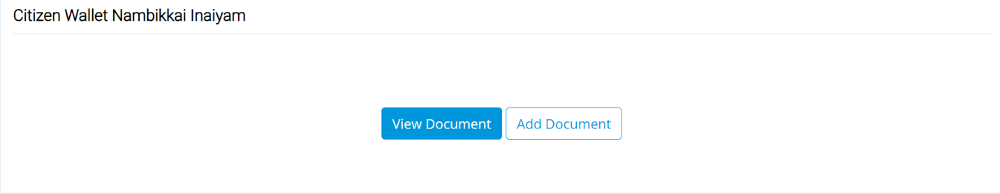 Citizen Wallet Nambikkai Inaiyam
View Document Add Document